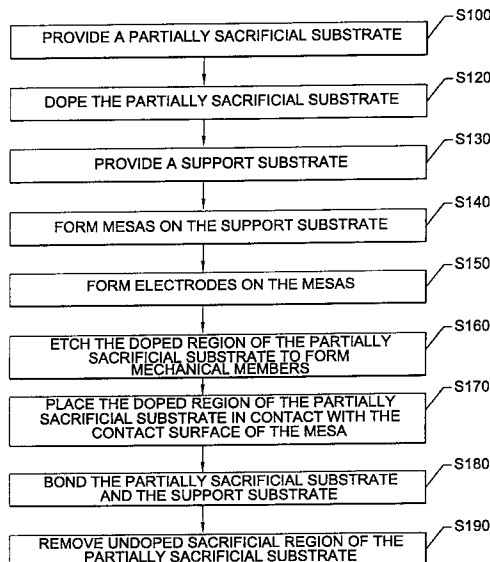 S100
PROVIDE A PARTIALLY SACRIFICIAL SUBSTRATE
S120
DOPE THE PARTIALLY SACRIFICIAL SUBSTRATE
S130
PROVIDE A SUPPORT SUBSTRATE
S140
FORM MESAS ON THE SUPPORT SUBSTRATE
S150
FORM ELECTRODES ON THE MESAS
S160
ETCH THE DOPED REGION OF THE PARTIALLY
SACRIFICIAL SUBSTRATE TO FORM
MECHANICAL MEMBERS
S170
PLACE THE DOPED REGION OF THE PARTIALLY
SACRIFICIAL SUBSTRATE IN CONTACT WITH THE
CONTACT SURFACE OF THE MESA
S180
BOND THE PARTIALLY SACRIFICIAL SUBSTRATE
AND THE SUPPORT SUBSTRATE
S190
REMOVE UNDOPED SACRIFICIAL REGION OF THE
PARTIALLY SACRIFICIAL SUBSTRATE